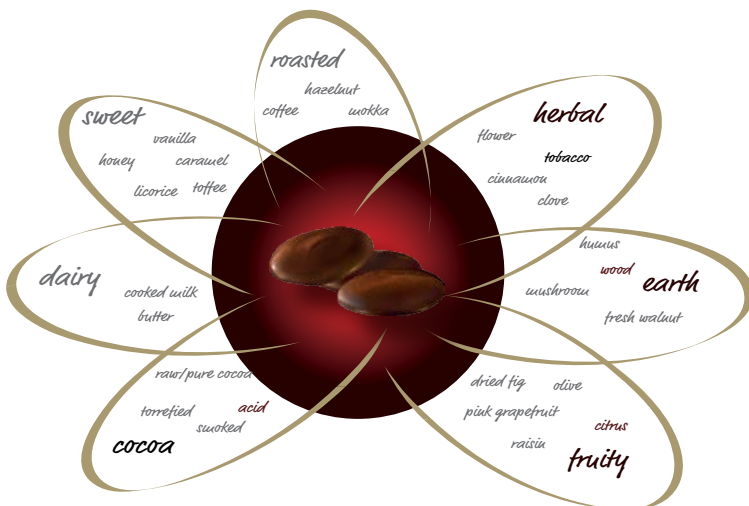 roasted
hazelnut
coffee
mokka
sweet
vanilla
honey
caramel
licorice
toffee
herbal
flower
tobacco
cinnamon
clove
dairy
cooked milk
butter
humus
wood
earth
mushroom
fresh walnut
raw/pure cocoa
torrefied
acid
smoked
cocoa
dried fig
olive
pink grapefruit
citrus
raisin
fruity